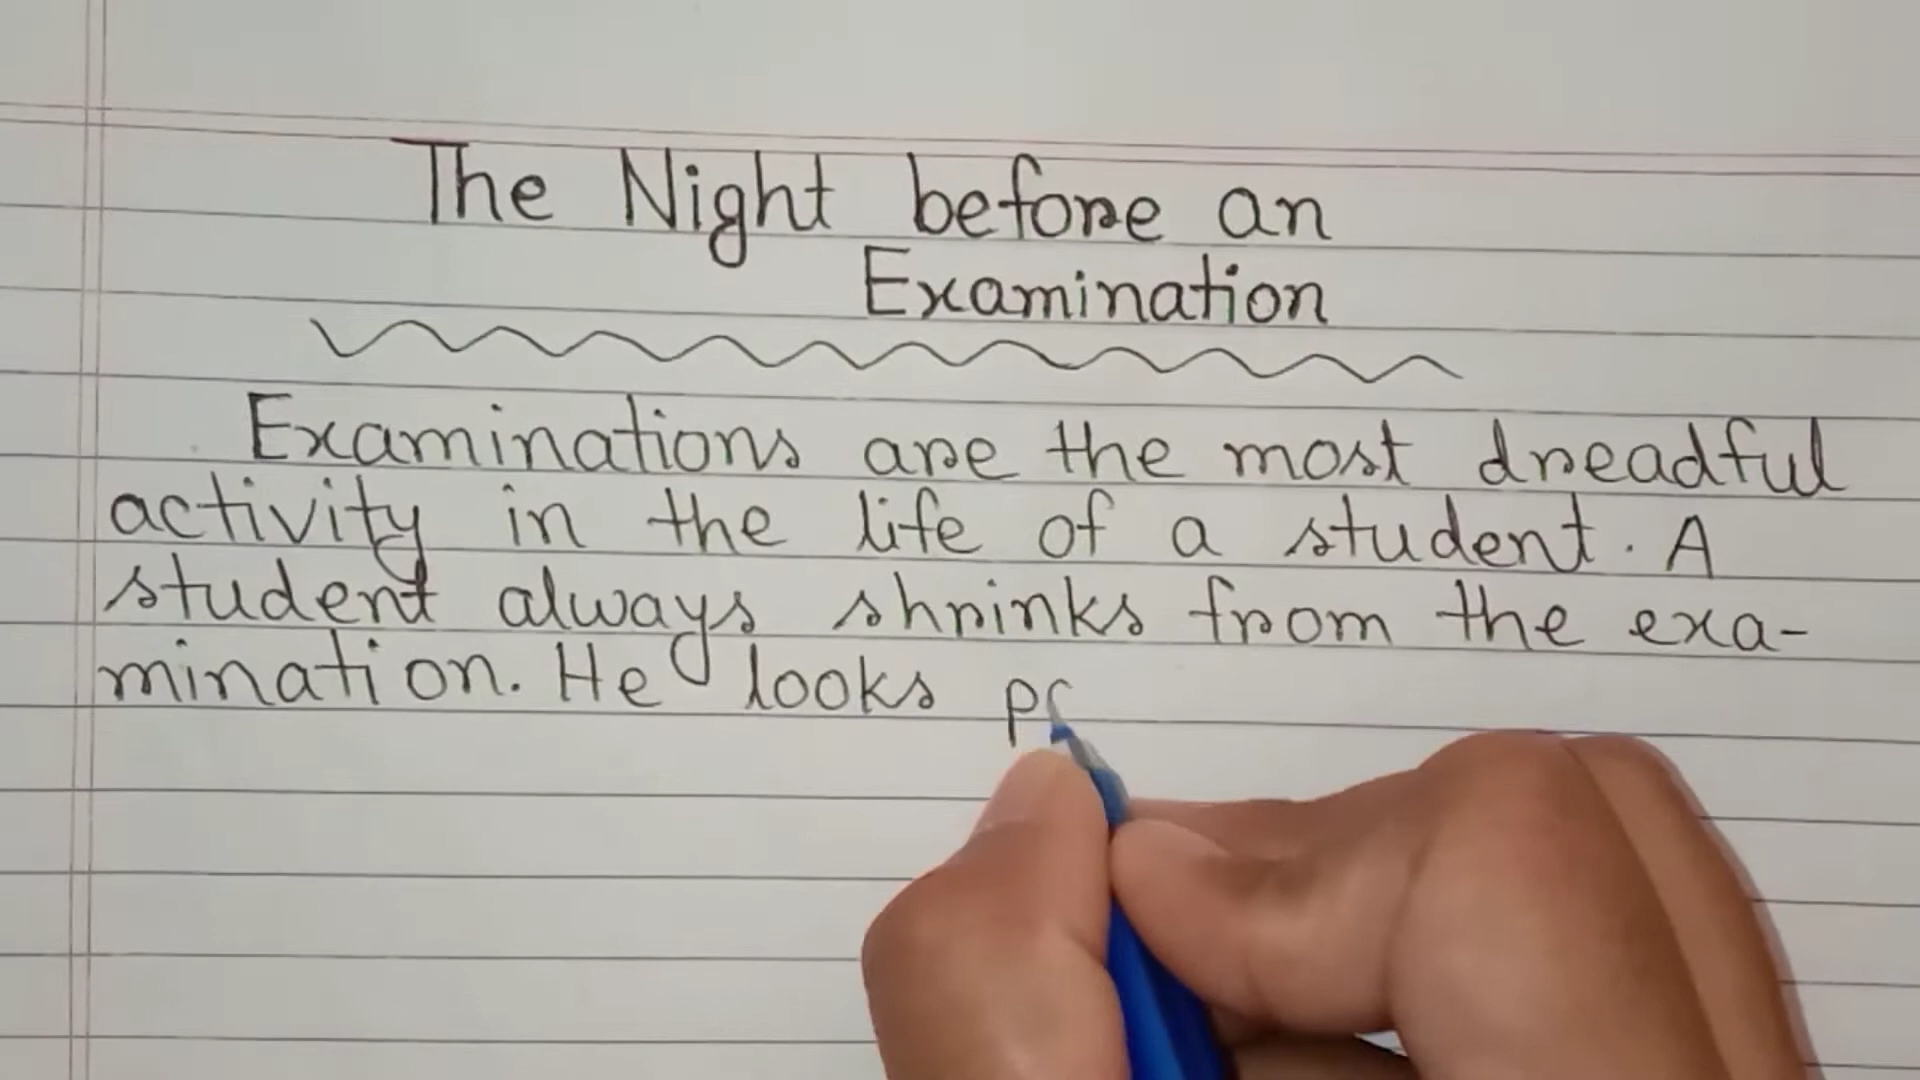 The Night before an
Examination
Examinations are the most dreadful
activity in the life of a student. A
student always shrinks from the exa-
mination. He looks